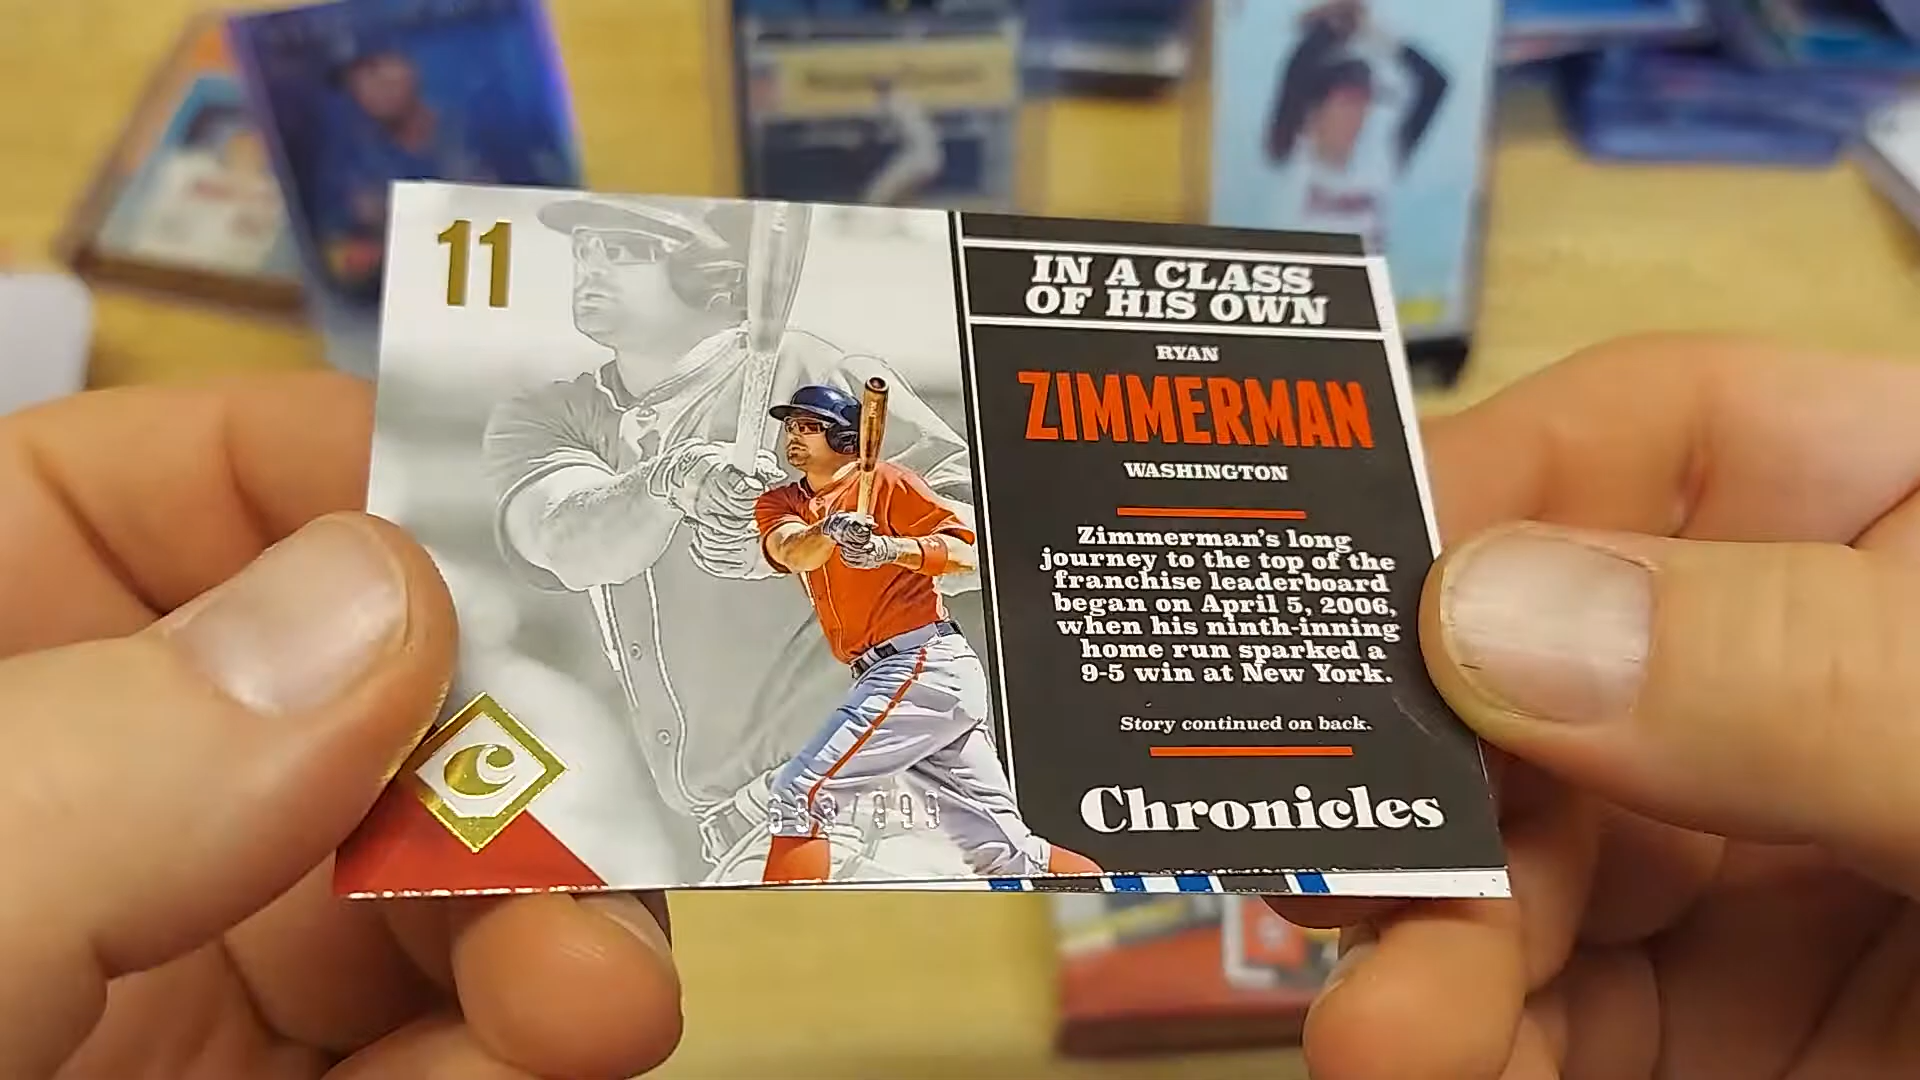 11
IN A CLASS
OF HIS OWN
RYAN
ZIMMERMAN
WASHINGTON
Zimmerman's long
journey to the top of the
franchise leaderboard
began on April 5, 2006,
when his ninth-inning
home run sparked a
9-5 win at New York.
Story continued on back.
C
Chronicles